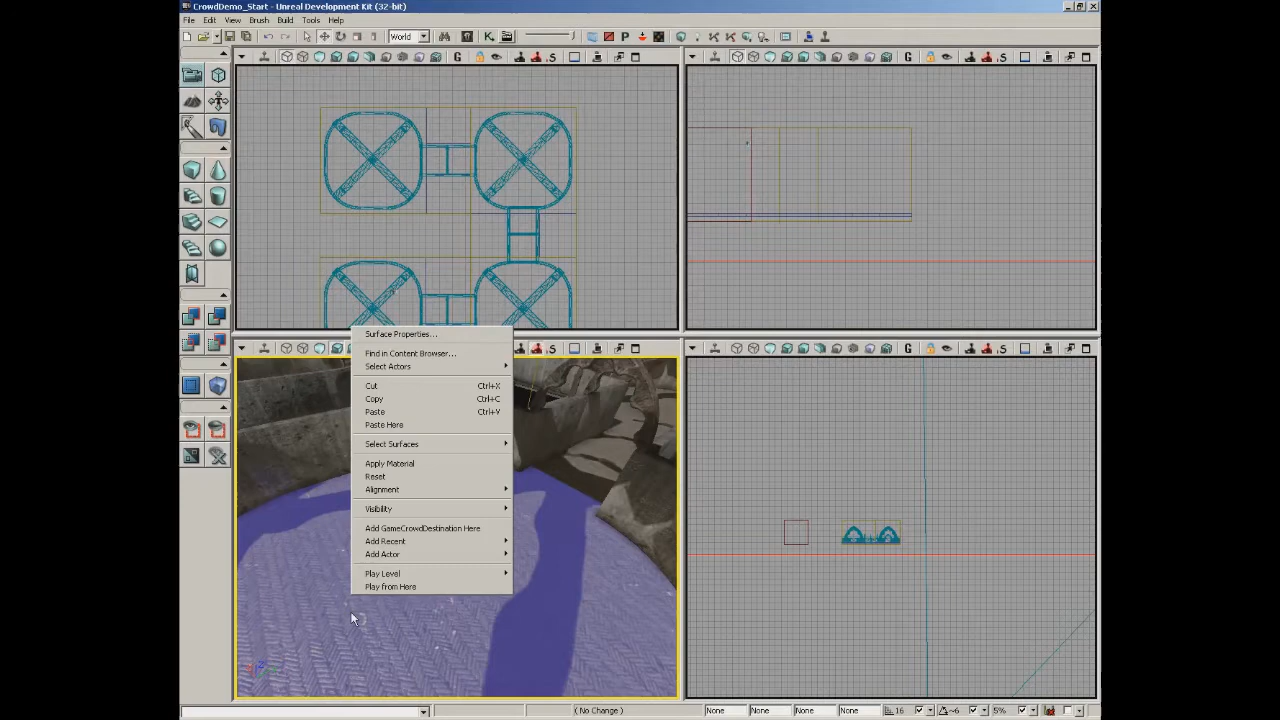 CrowdDemo_Start - Unreal Development Kit (32-bit)
File Edit View Brush Build Tools Help
World
P
K
G S
G S
S
G S
Surface Properties...
Find in Content Browser...
Select Actors
Cut Ctrl+X
Copy Ctrl+C
Paste Ctrl+V
Paste Here
Select Surfaces
Apply Material
Reset
Alignment
Visibility
Add GameCrowdDestination Here
Add Recent
Add Actor
Play Level
Play from Here
(No Change) None None None None 16 ~6 5%